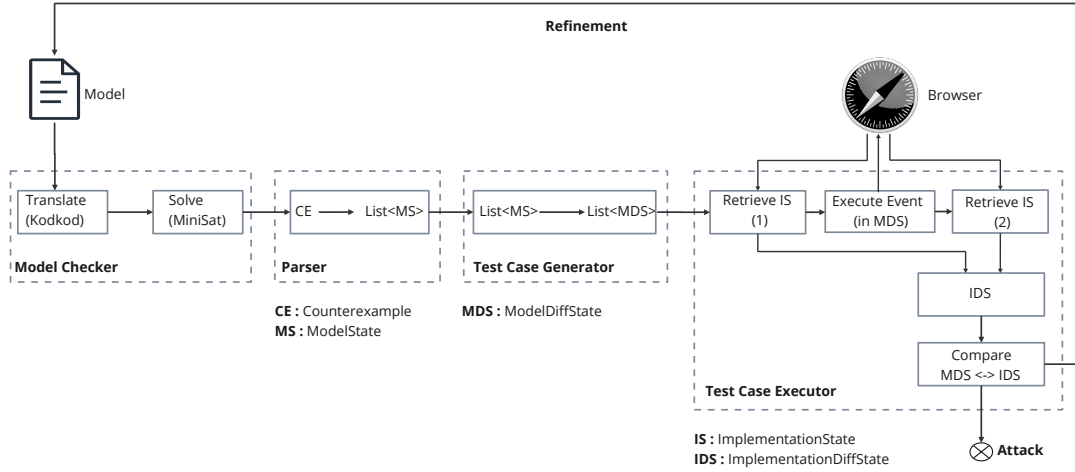 Refinement
Model
Browser
Translate
(Kodkod)
Solve
(MiniSat)
Model Checker
CE
List<MS>
Parser
List<MS>
List<MDS>
Test Case Generator
Retrieve IS
(1)
Execute Event
(in MDS)
Retrieve IS
(2)
IDS
Compare
MDS <-> IDS
Test Case Executor
CE : Counterexample
MS : ModelState
MDS : ModelDiffState
IS : ImplementationState
IDS : ImplementationDiffState
Attack